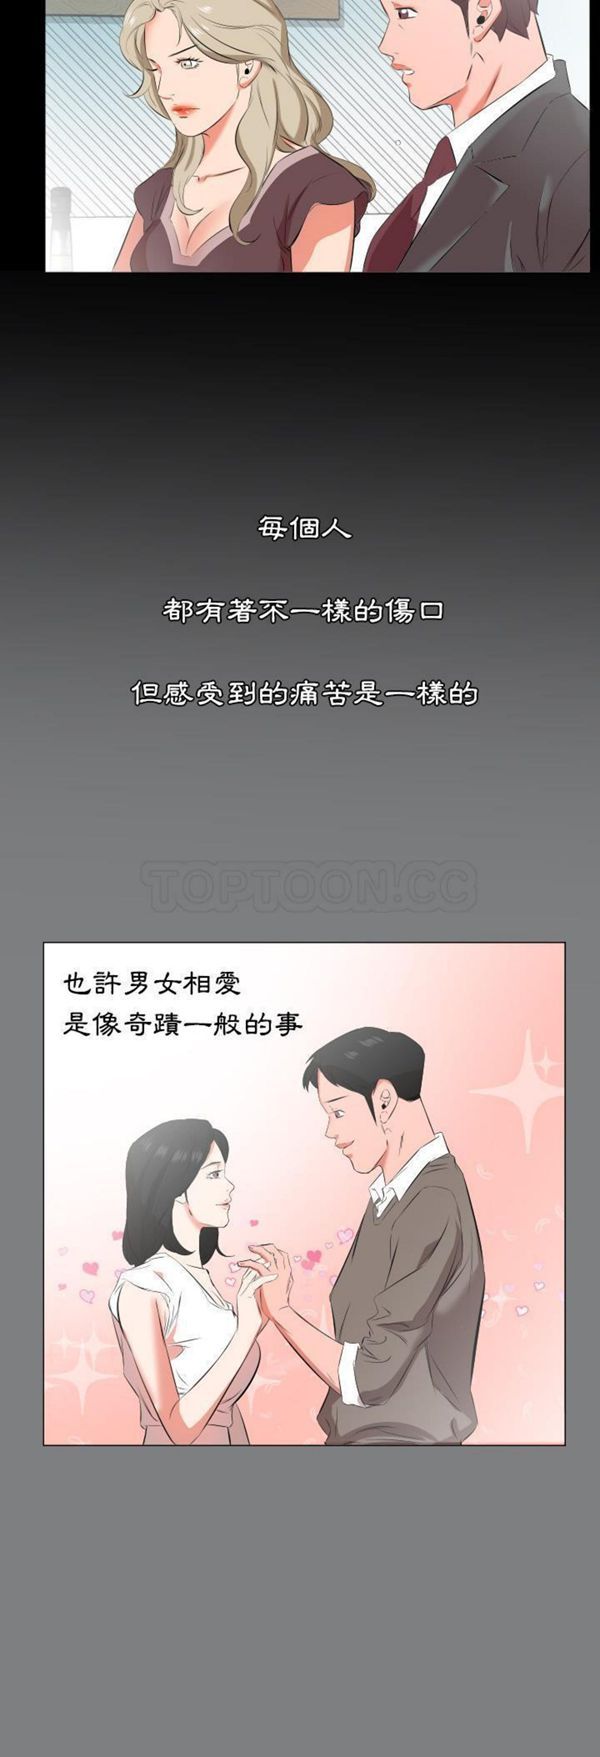 每個人
都有著不一樣的傷口
但感受到的痛苦是一樣的
TOPTOON.CC
也許男女相愛
是像奇蹟一般的事